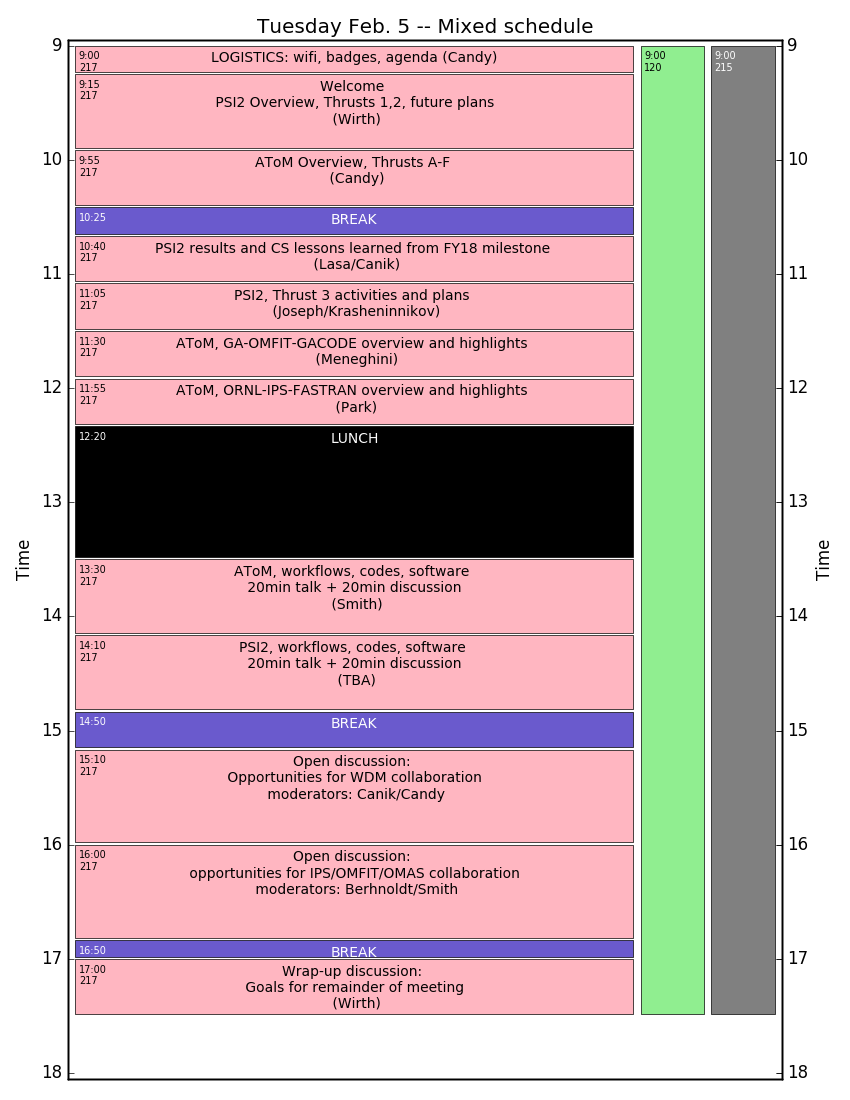 Tuesday Feb. 5 -- Mixed schedule
9
9
9:00
217
LOGISTICS: wifi, badges, agenda (Candy)
9:00
120
9:00
215
9:15
217
Welcome
PSI2 Overview, Thrusts 1,2, future plans
(Wirth)
10
10
9:55
217
AToM Overview, Thrusts A-F
(Candy)
10:25
BREAK
10:40
217
PSI2 results and CS lessons learned from FY18 milestone
(Lasa/Canik)
11
11
11:05
217
PSI2, Thrust 3 activities and plans
(Joseph/Krasheninnikov)
11:30
217
AToM, GA-OMFIT-GACODE overview and highlights
(Meneghini)
12
12
11:55
217
AToM, ORNL-IPS-FASTRAN overview and highlights
(Park)
12:20
LUNCH
13
13
Time
Time
13:30
217
AToM, workflows, codes, software
20min talk + 20min discussion
(Smith)
14
14
14:10
217
PSI2, workflows, codes, software
20min talk + 20min discussion
(TBA)
14:50
BREAK
15
15
15:10
217
Open discussion:
Opportunities for WDM collaboration
moderators: Canik/Candy
16
16
16:00
217
Open discussion:
opportunities for IPS/OMFIT/OMAS collaboration
moderators: Berhnoldt/Smith
16:50
BREAK
17
17
17:00
217
Wrap-up discussion:
Goals for remainder of meeting
(Wirth)
18
18